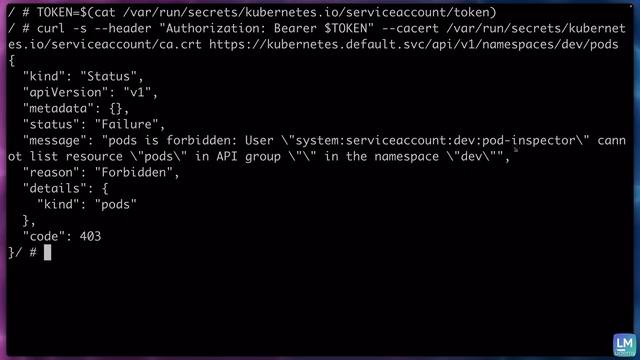 / # TOKEN=$(cat /var/run/secrets/kubernetes.io/serviceaccount/token)
/ # curl -s --header "Authorization: Bearer $TOKEN" --cacert /var/run/secrets/kubernet
es.io/serviceaccount/ca.crt https://kubernetes.default.svc/api/v1/namespaces/dev/pods
{
  "kind": "Status",
  "apiVersion": "v1",
  "metadata": {},
  "status": "Failure",
  "message": "pods is forbidden: User \"system:serviceaccount:dev:pod-inspector\" cann
ot list resource \"pods\" in API group \"\" in the namespace \"dev\"",
  "reason": "Forbidden",
  "details": {
    "kind": "pods"
  },
  "code": 403
}/ #
LM